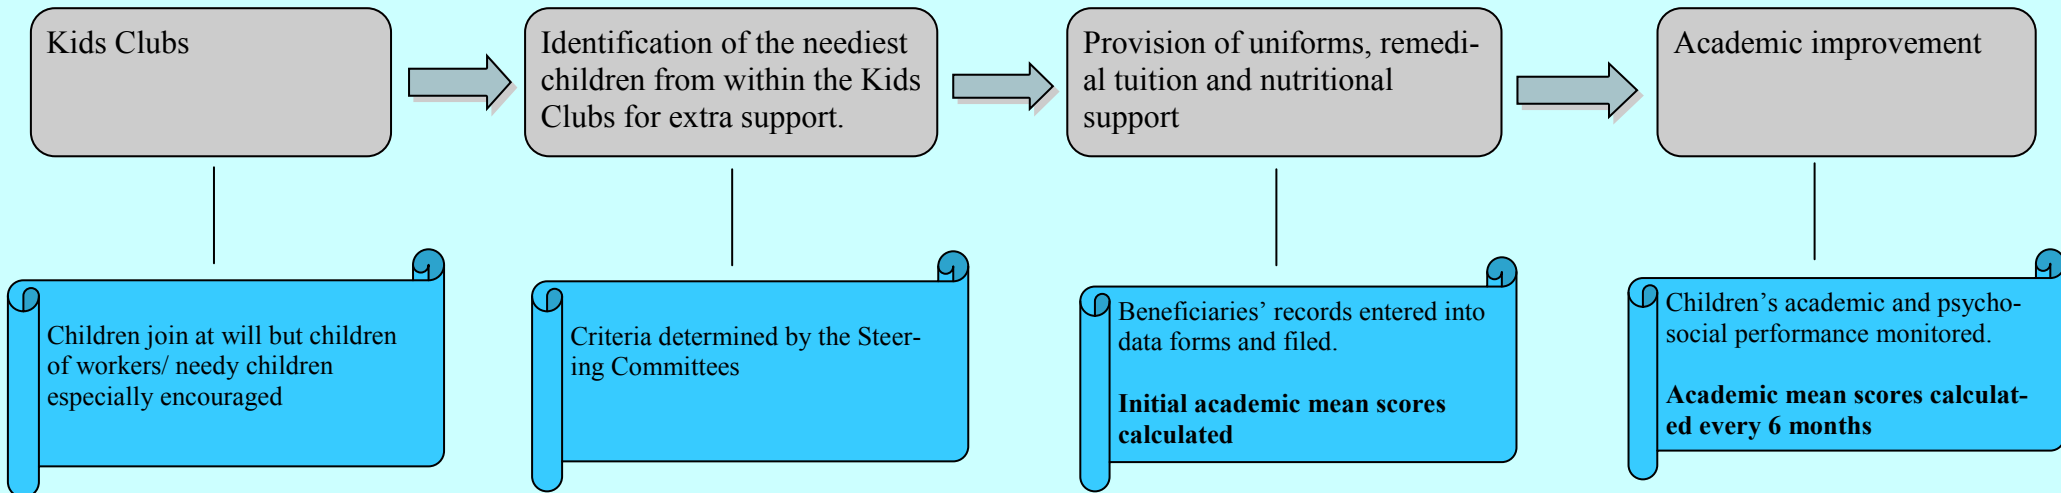 Kids Clubs
Identification of the neediest
children from within the Kids
Clubs for extra support.
Provision of uniforms, remedi-
al tuition and nutritional
support
Academic improvement
Children join at will but children
of workers/ needy children
especially encouraged
Criteria determined by the Steer-
ing Committees
Beneficiaries’ records entered into
data forms and filed.
Initial academic mean scores
calculated
Children’s academic and psycho-
social performance monitored.
Academic mean scores calculat-
ed every 6 months